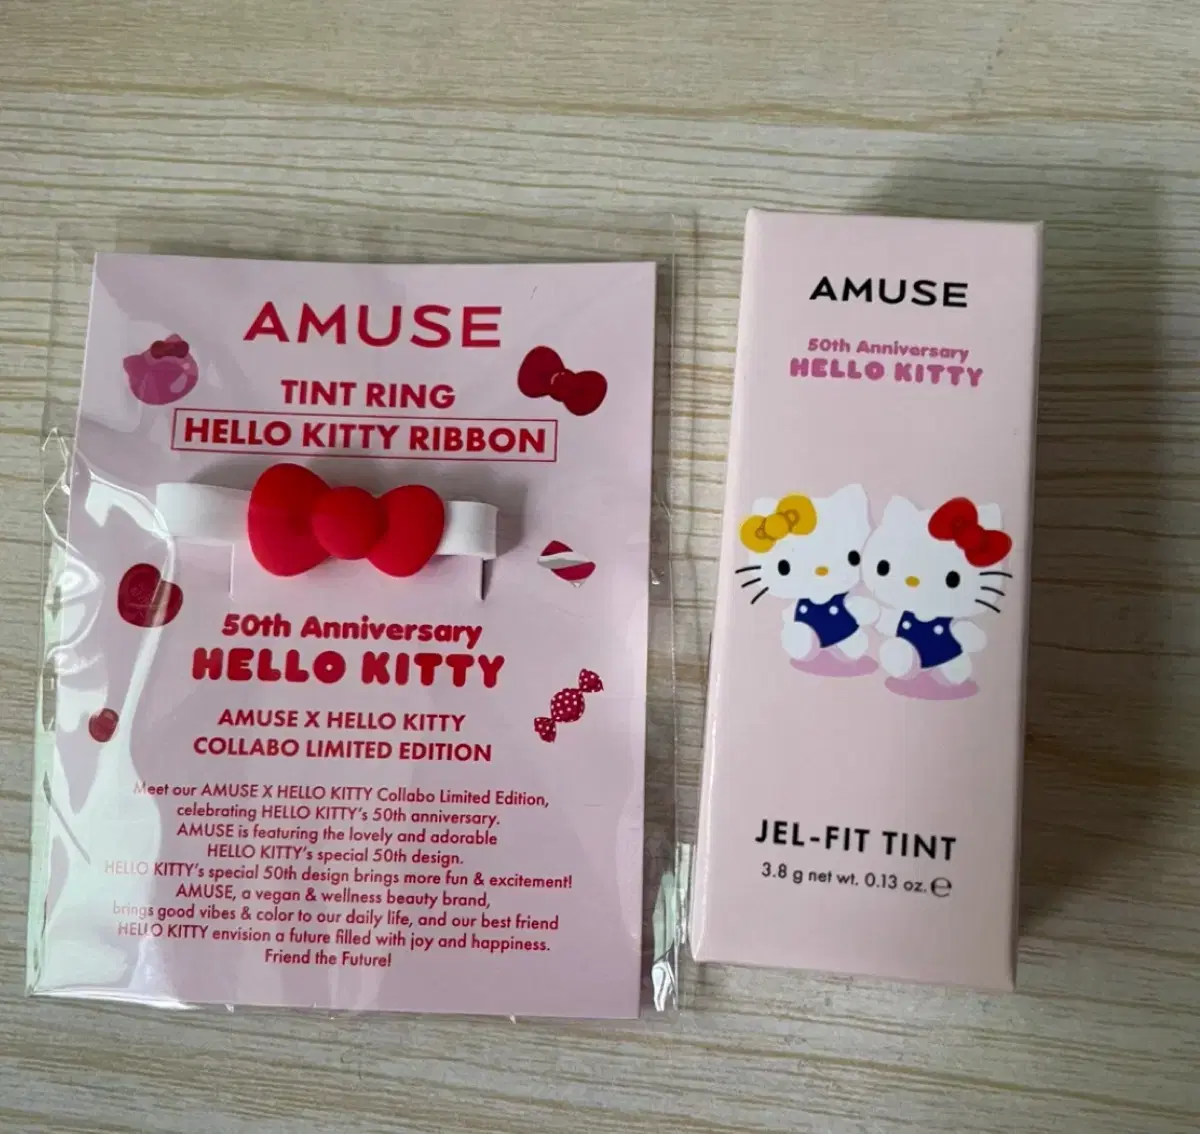 AMUSE
TINT RING
HELLO KITTY RIBBON
50th Anniversary
HELLO KITTY
AMUSE X HELLO KITTY
COLLABO LIMITED EDITION
Meet our AMUSE X HELLO KITTY Collabo Limited Edition,
celebrating HELLO KITTY's 50th anniversary.
AMUSE is featuring the lovely and adorable
HELLO KITTY's special 50th design.
HELLO KITTY's special 50th design brings more fun & excitement!
AMUSE, a vegan & wellness beauty brand,
brings good vibes & color to our daily life, and our best friend
HELLO KITTY envision a future filled with joy and happiness.
Friend the Future!
AMUSE
50th Anniversary
HELLO KITTY
JEL-FIT TINT
3.8 g net wt. 0.13 oz. ℮